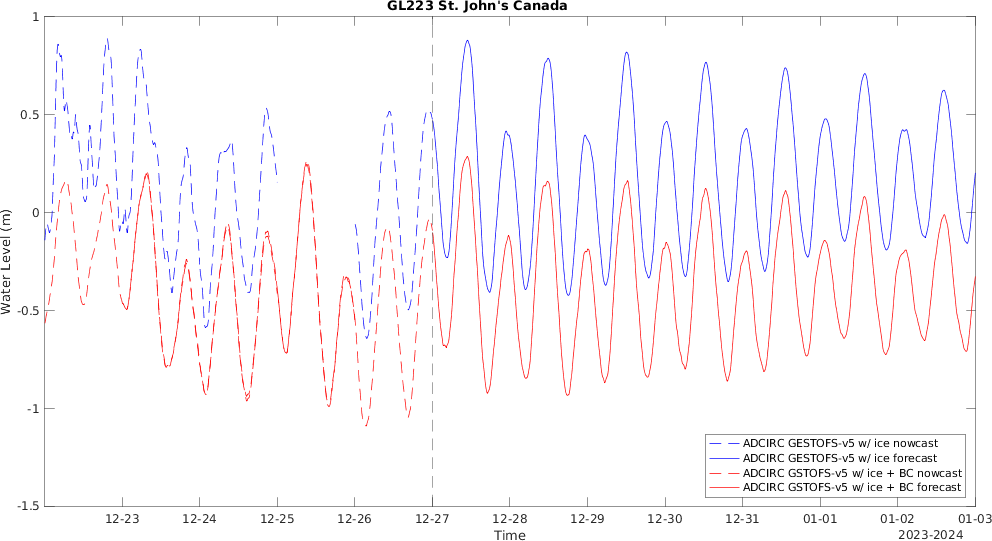 GL223 St. John's Canada
Water Level (m)
1
0.5
0
-0.5
-1
-1.5
12-23 12-24 12-25 12-26 12-27 12-28 12-29 12-30 12-31 01-01 01-02 01-03
Time
2023-2024
ADCIRC GESTOFS-v5 w/ ice nowcast
ADCIRC GESTOFS-v5 w/ ice forecast
ADCIRC GSTOFS-v5 w/ ice + BC nowcast
ADCIRC GSTOFS-v5 w/ ice + BC forecast